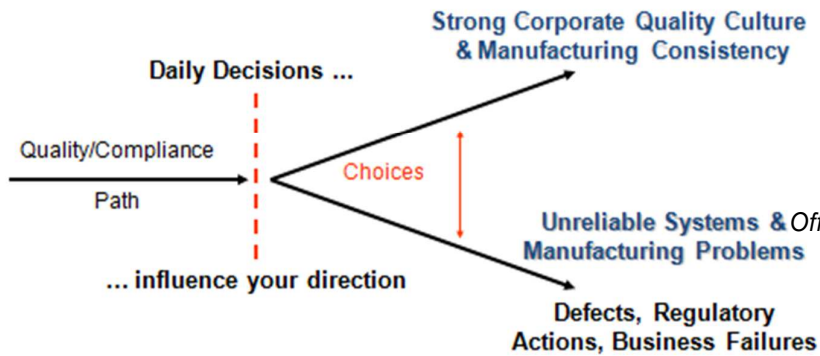 Strong Corporate Quality Culture
& Manufacturing Consistency
Daily Decisions ...
Quality/Compliance
Path
Choices
Unreliable Systems & Off
Manufacturing Problems
... influence your direction
Defects, Regulatory
Actions, Business Failures